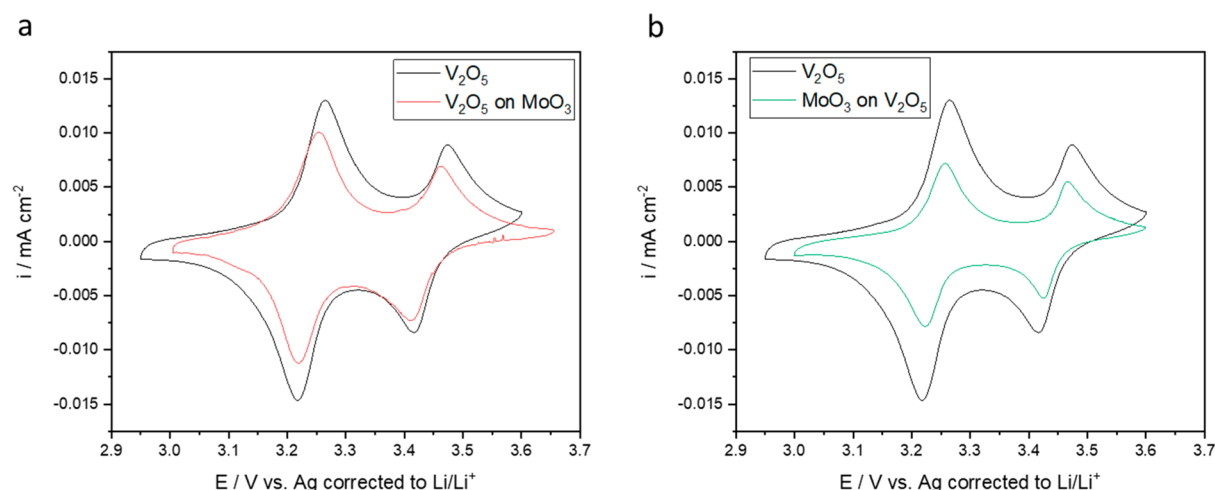 a
V₂O₅
V₂O₅ on MoO₃
0.015
0.010
0.005
0.000
-0.005
-0.010
-0.015
i / mA cm⁻²
2.9 3.0 3.1 3.2 3.3 3.4 3.5 3.6 3.7
E / V vs. Ag corrected to Li/Li⁺
b
V₂O₅
MoO₃ on V₂O₅
0.015
0.010
0.005
0.000
-0.005
-0.010
-0.015
i / mA cm⁻²
2.9 3.0 3.1 3.2 3.3 3.4 3.5 3.6 3.7
E / V vs. Ag corrected to Li/Li⁺